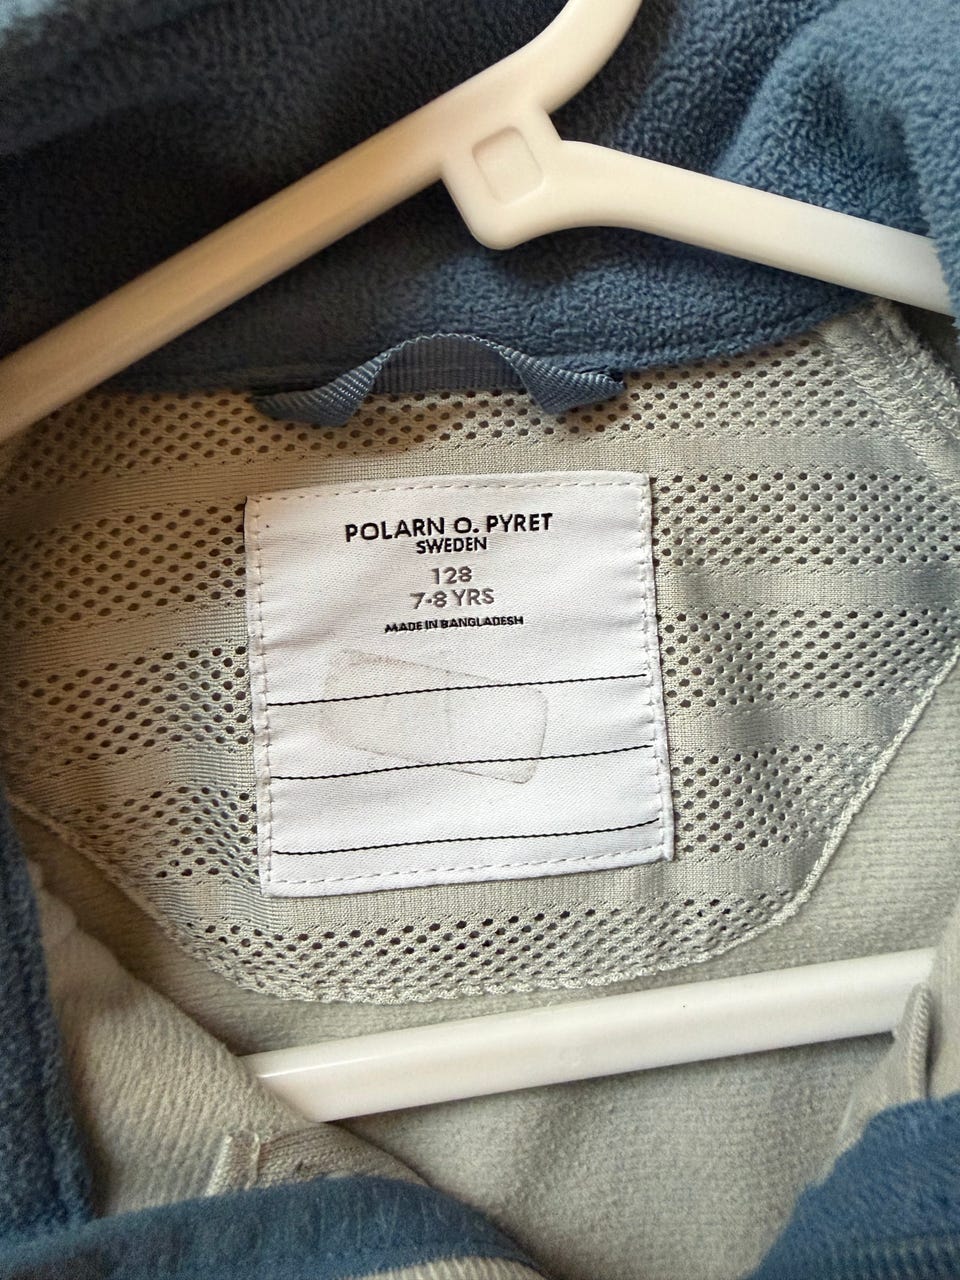 POLARN O. PYRET
SWEDEN
128
7-8 YRS
MADE IN BANGLADESH